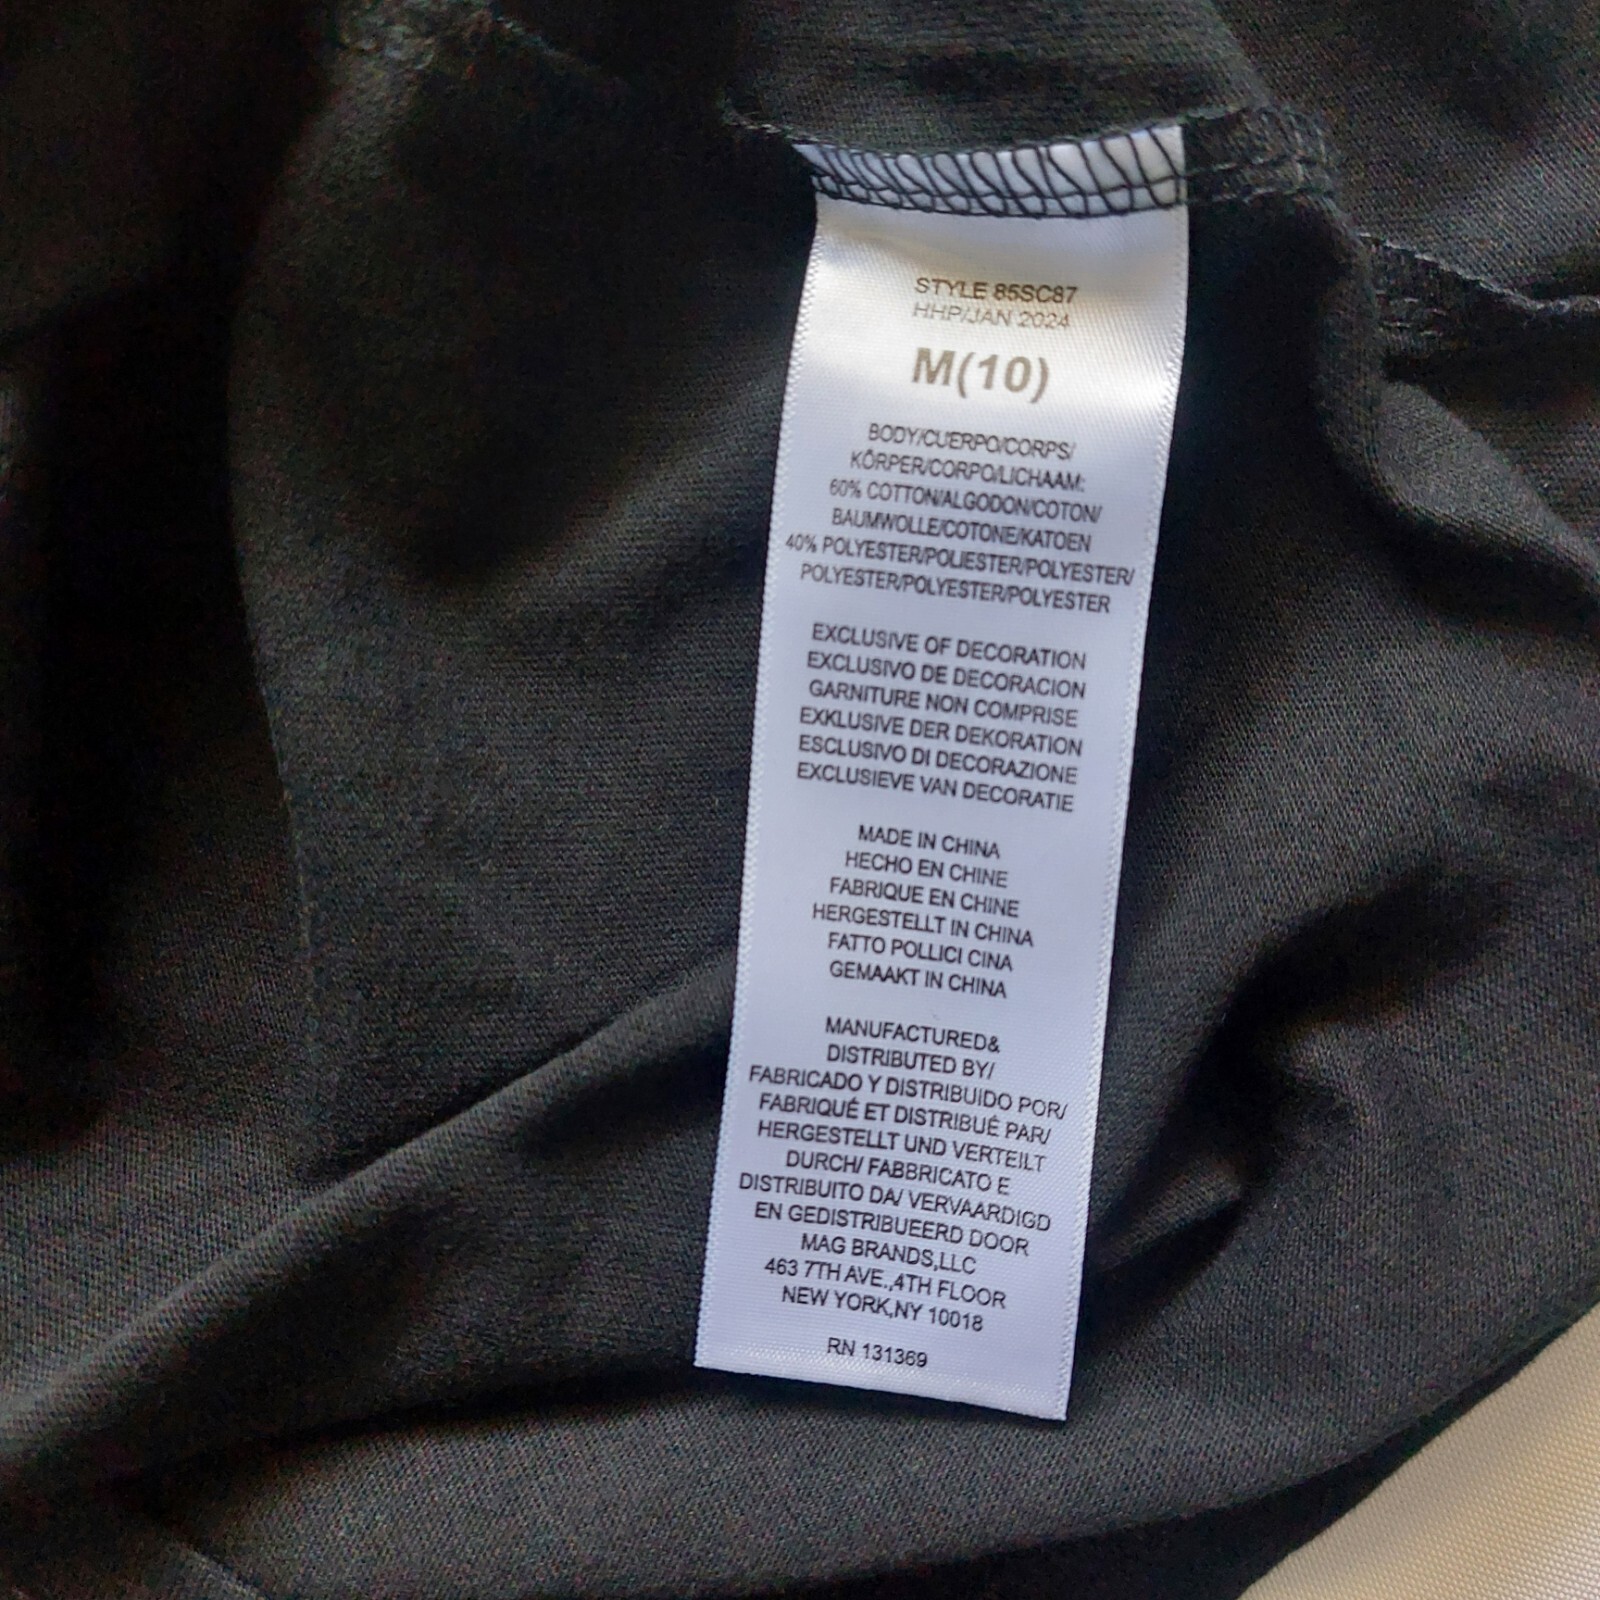 STYLE 85SC87
HHP/JAN 2024
M(10)
BODY/CUERPO/CORPS/
KÖRPER/CORPO/LICHAAM:
60% COTTON/ALGODON/COTON/
BAUMWOLLE/COTONE/KATOEN
40% POLYESTER/POLIESTER/POLYESTER/
POLYESTER/POLYESTER/POLYESTER
EXCLUSIVE OF DECORATION
EXCLUSIVO DE DECORACION
GARNITURE NON COMPRISE
EXKLUSIVE DER DEKORATION
ESCLUSIVO DI DECORAZIONE
EXCLUSIEVE VAN DECORATIE
MADE IN CHINA
HECHO EN CHINE
FABRIQUE EN CHINE
HERGESTELLT IN CHINA
FATTO POLLICI CINA
GEMAAKT IN CHINA
MANUFACTURED&
DISTRIBUTED BY/
FABRICADO Y DISTRIBUIDO POR/
FABRIQUÉ ET DISTRIBUÉ PAR/
HERGESTELLT UND VERTEILT
DURCH/ FABBRICATO E
DISTRIBUITO DA/ VERVAARDIGD
EN GEDISTRIBUEERD DOOR
MAG BRANDS,LLC
463 7TH AVE.,4TH FLOOR
NEW YORK,NY 10018
RN 131369